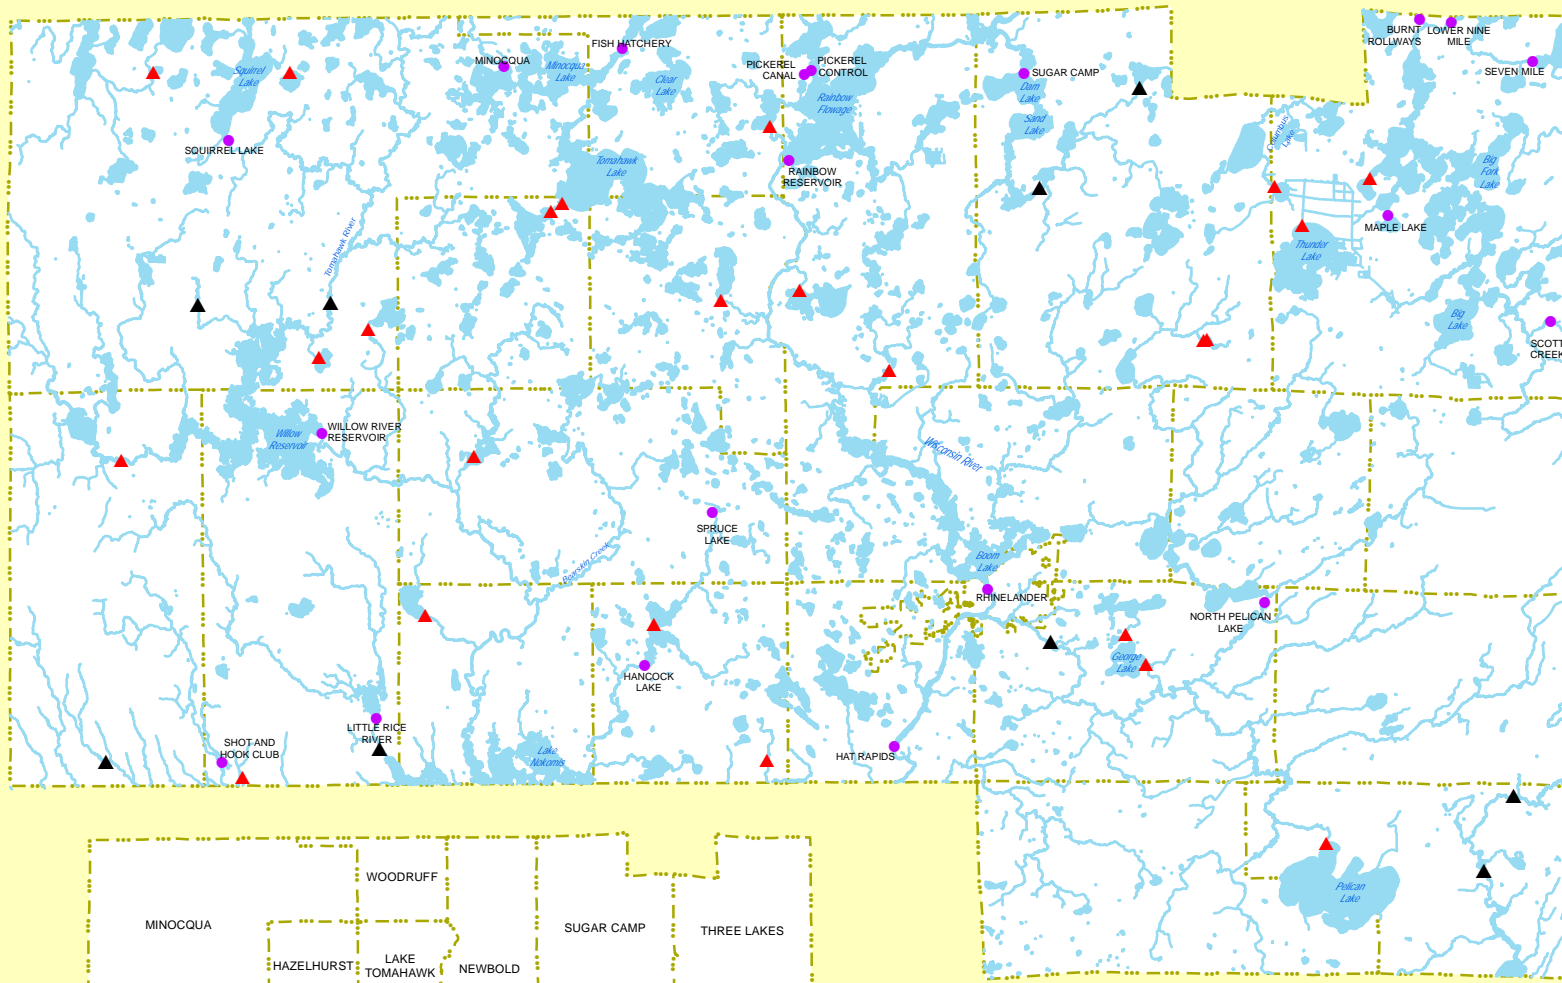 BURNT
ROLLWAYS
LOWER NINE
MILE
FISH HATCHERY
MINOCQUA
Minocqua
Lake
Squirrel
Lake
PICKEREL
CANAL
PICKEREL
CONTROL
Clear
Lake
SUGAR CAMP
SEVEN MILE
Dam
Lake
Rainbow
Flowage
Sand
Lake
Columbus
Lake
SQUIRREL LAKE
Tomahawk
Lake
RAINBOW
RESERVOIR
Big
Fork
Lake
MAPLE LAKE
Tomahawk River
Thunder
Lake
Big
Lake
SCOTT
CREEK
WILLOW RIVER
RESERVOIR
Willow
Reservoir
Wisconsin River
SPRUCE
LAKE
Bearskin Creek
Boom
Lake
RHINELANDER
NORTH PELICAN
LAKE
George
Lake
HANCOCK
LAKE
LITTLE RICE
RIVER
SHOT AND
HOOK CLUB
Lake
Nokomis
HAT RAPIDS
Pelican
Lake
WOODRUFF
MINOCQUA
SUGAR CAMP
THREE LAKES
HAZELHURST
LAKE
TOMAHAWK
NEWBOLD